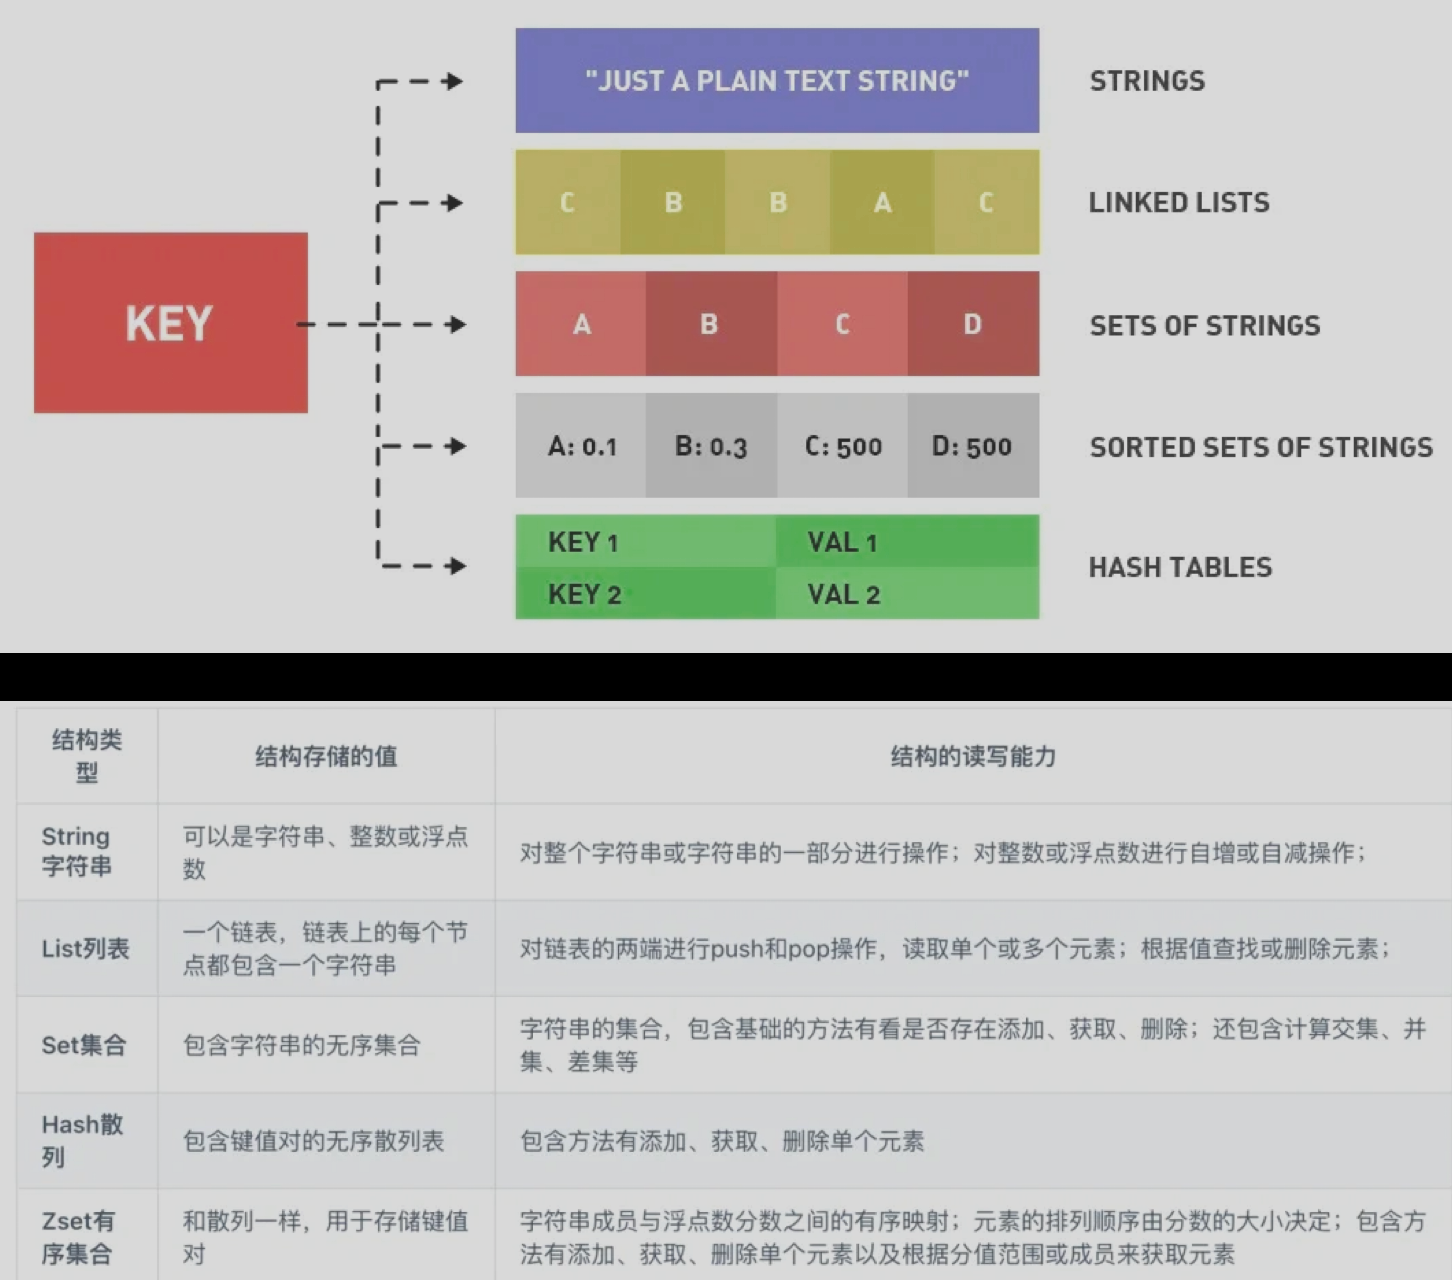 "JUST A PLAIN TEXT STRING"
STRINGS
C B B A C
LINKED LISTS
KEY
A B C D
SETS OF STRINGS
A: 0.1 B: 0.3 C: 500 D: 500
SORTED SETS OF STRINGS
KEY 1 VAL 1
KEY 2 VAL 2
HASH TABLES
结构类
型
结构存储的值
结构的读写能力
String
字符串
可以是字符串、整数或浮点
数
对整个字符串或字符串的一部分进行操作；对整数或浮点数进行自增或自减操作；
List列表
一个链表，链表上的每个节
点都包含一个字符串
对链表的两端进行push和pop操作，读取单个或多个元素；根据值查找或删除元素；
Set集合
包含字符串的无序集合
字符串的集合，包含基础的方法有看是否存在添加、获取、删除；还包含计算交集、并
集、差集等
Hash散
列
包含键值对的无序散列表
包含方法有添加、获取、删除单个元素
Zset有
序集合
和散列一样，用于存储键值
对
字符串成员与浮点数分数之间的有序映射；元素的排列顺序由分数的大小决定；包含方
法有添加、获取、删除单个元素以及根据分值范围或成员来获取元素